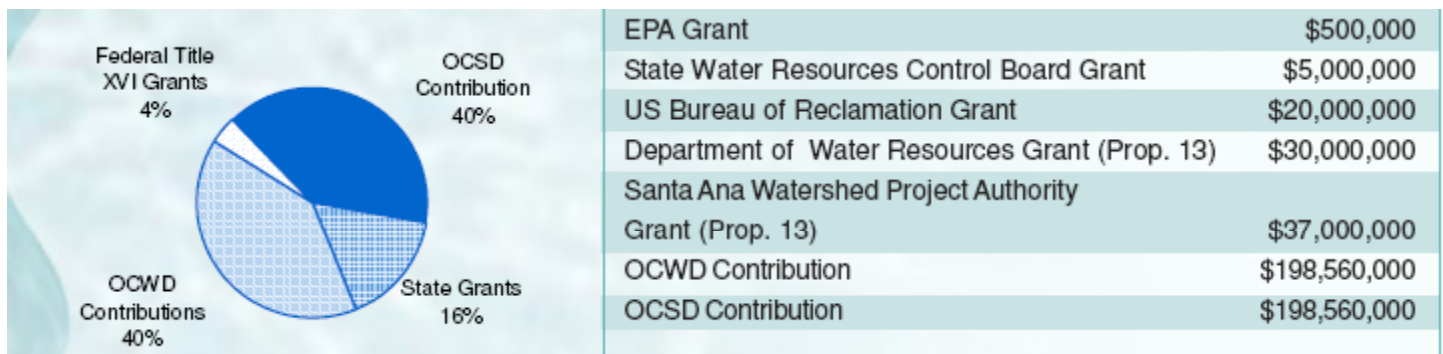 Federal Title
XVI Grants
4%
OCSD
Contribution
40%
OCWD
Contributions
40%
State Grants
16%
EPA Grant $500,000
State Water Resources Control Board Grant $5,000,000
US Bureau of Reclamation Grant $20,000,000
Department of Water Resources Grant (Prop. 13) $30,000,000
Santa Ana Watershed Project Authority
Grant (Prop. 13) $37,000,000
OCWD Contribution $198,560,000
OCSD Contribution $198,560,000